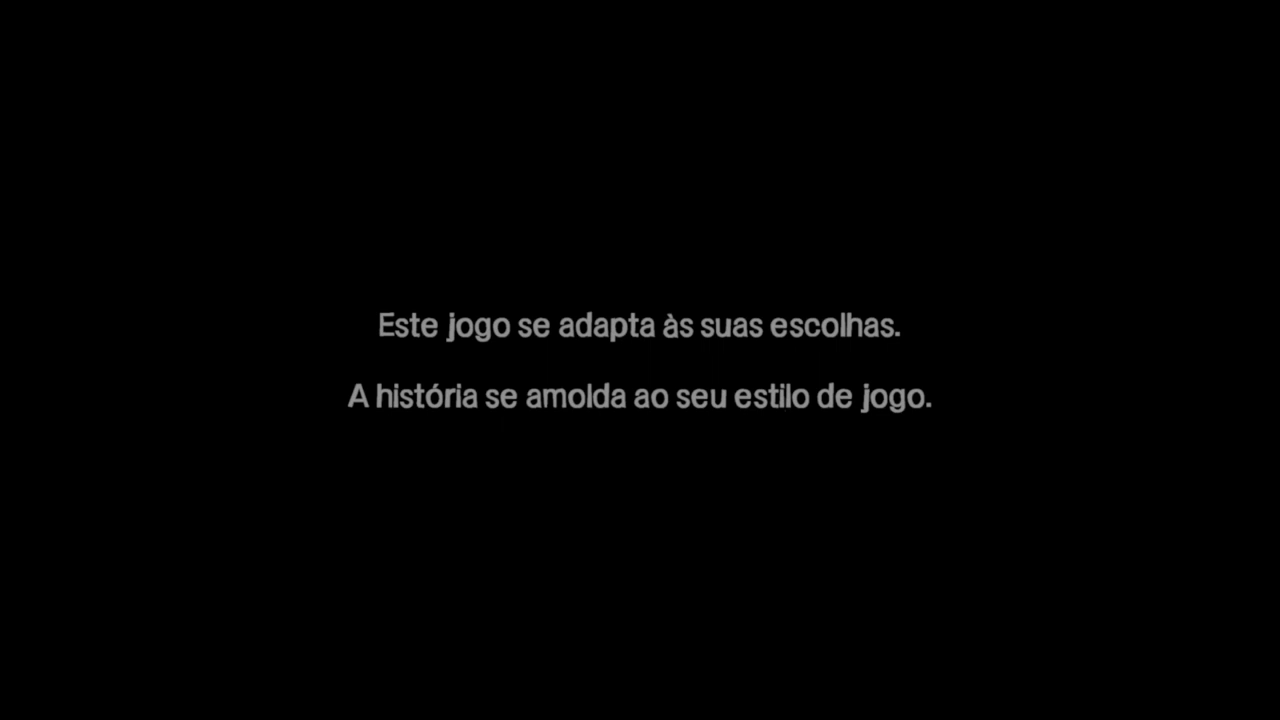 Este jogo se adapta às suas escolhas.
A história se amolda ao seu estilo de jogo.